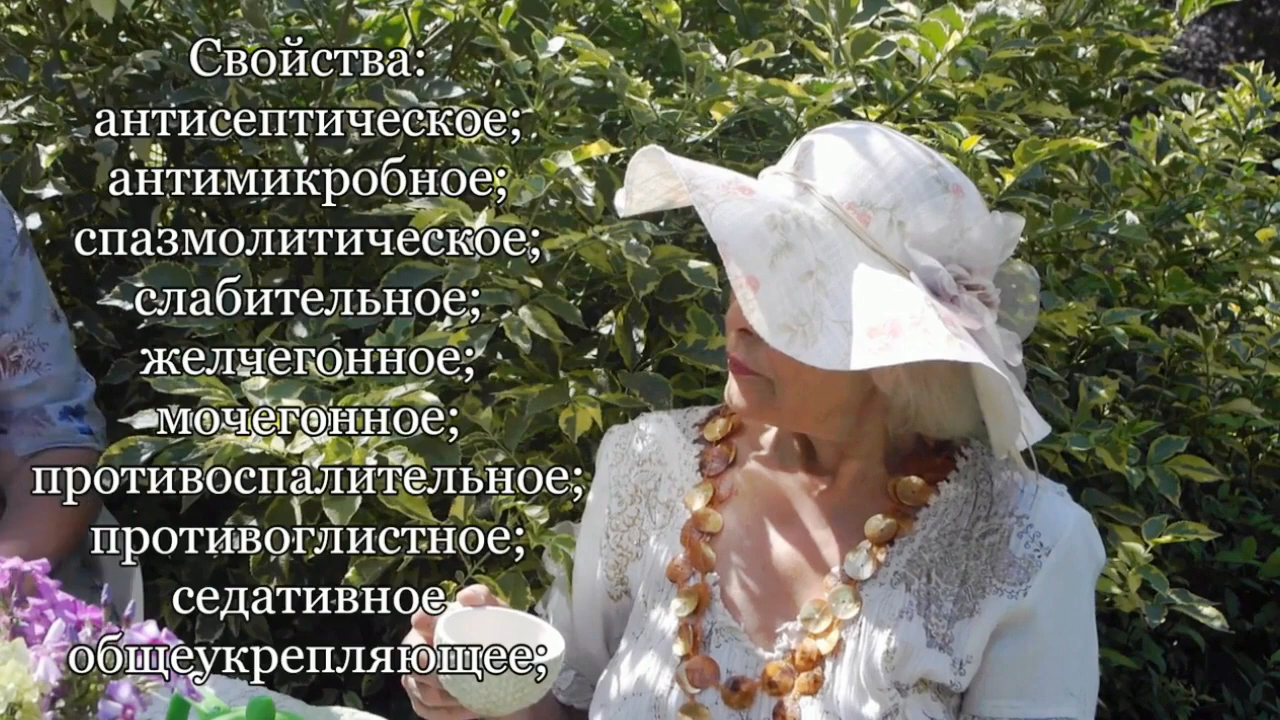 Свойства:
антисептическое;
антимикробное;
спазмолитическое;
слабительное;
желчегонное;
мочегонное;
противоспалительное;
противоглистное;
седативное
общеукрепляющее;